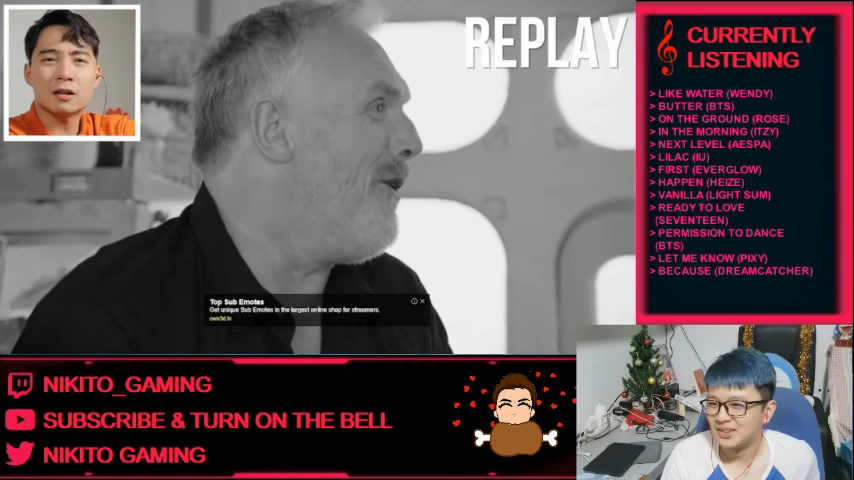 REPLAY
CURRENTLY
LISTENING
> LIKE WATER (WENDY)
> BUTTER (BTS)
> ON THE GROUND (ROSE)
> IN THE MORNING (ITZY)
> NEXT LEVEL (AESPA)
> LILAC (IU)
> FIRST (EVERGLOW)
> HAPPEN (HEIZE)
> VANILLA (LIGHT SUM)
> READY TO LOVE
(SEVENTEEN)
> PERMISSION TO DANCE
(BTS)
> LET ME KNOW (PIXY)
> BECAUSE (DREAMCATCHER)
Top Sub Emotes
Get unique Sub Emotes in the largest online shop for streamers.
own3d.tv
NIKITO_GAMING
SUBSCRIBE & TURN ON THE BELL
NIKITO GAMING